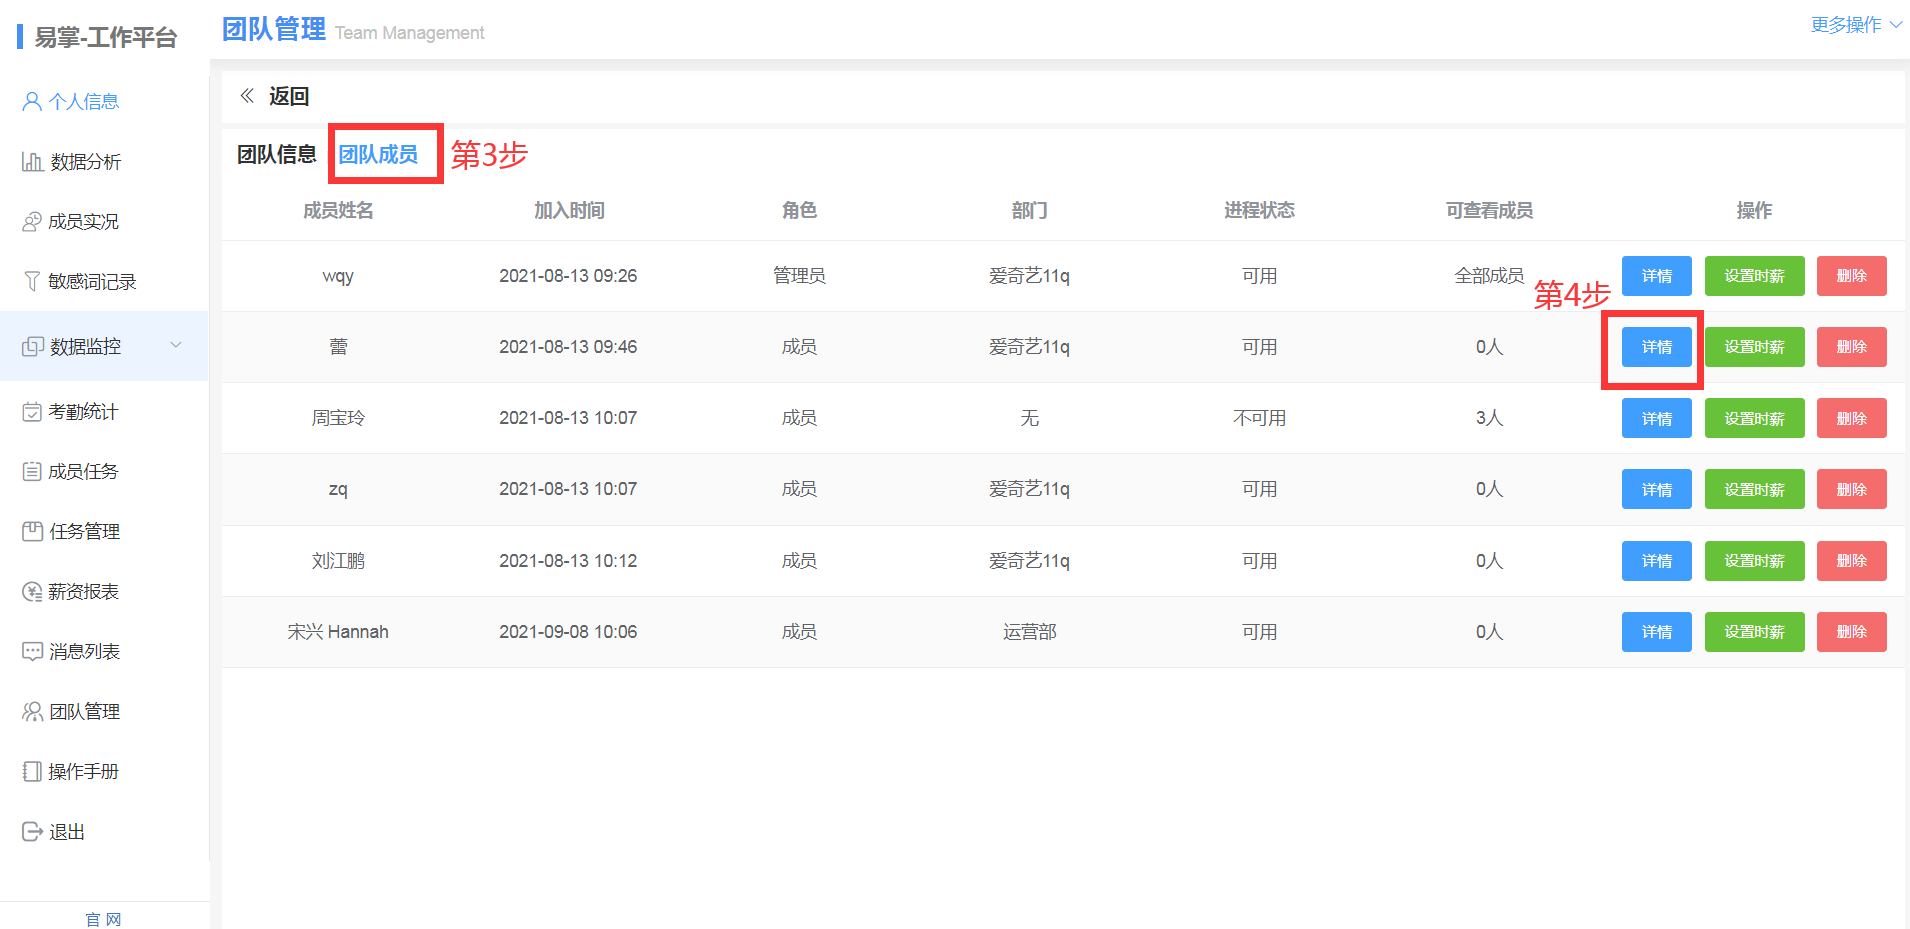 易掌-工作平台
团队管理 Team Management
更多操作
个人信息
数据分析
成员实况
敏感词记录
数据监控
考勤统计
成员任务
任务管理
薪资报表
消息列表
团队管理
操作手册
退出
官 网
返回
团队信息 团队成员 第3步
成员姓名 加入时间 角色 部门 进程状态 可查看成员 操作
wqy 2021-08-13 09:26 管理员 爱奇艺11q 可用 全部成员 详情 设置时薪 删除
第4步
蕾 2021-08-13 09:46 成员 爱奇艺11q 可用 0人 详情 设置时薪 删除
周宝玲 2021-08-13 10:07 成员 无 不可用 3人 详情 设置时薪 删除
zq 2021-08-13 10:07 成员 爱奇艺11q 可用 0人 详情 设置时薪 删除
刘江鹏 2021-08-13 10:12 成员 爱奇艺11q 可用 0人 详情 设置时薪 删除
宋兴 Hannah 2021-09-08 10:06 成员 运营部 可用 0人 详情 设置时薪 删除